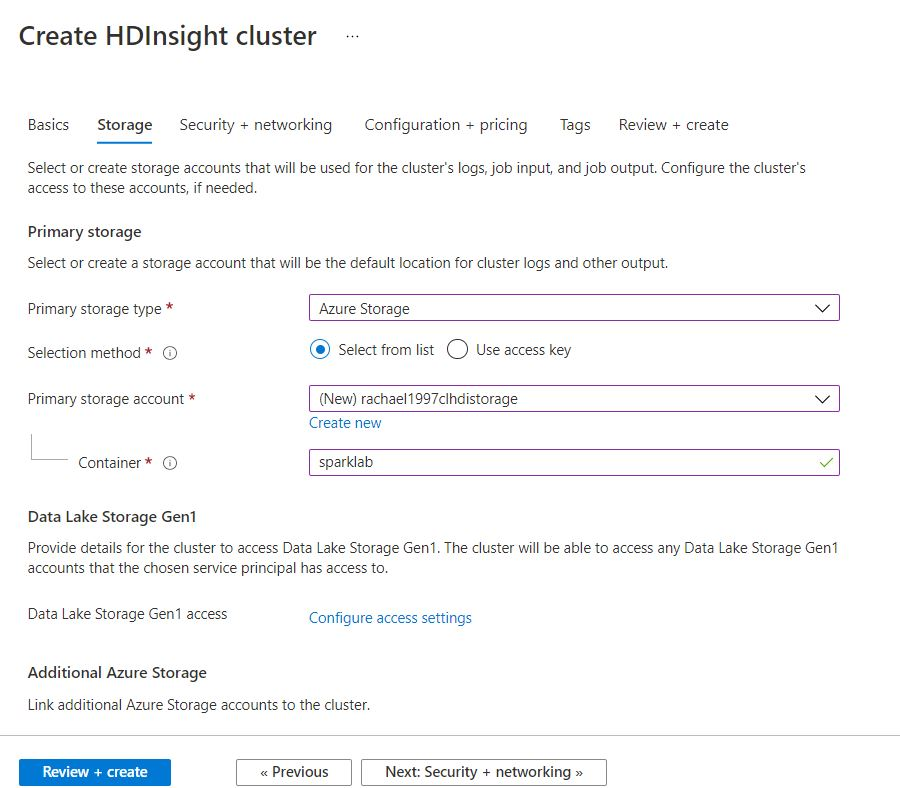 Create HDInsight cluster ...
Basics Storage Security + networking Configuration + pricing Tags Review + create
Select or create storage accounts that will be used for the cluster's logs, job input, and job output. Configure the cluster's
access to these accounts, if needed.
Primary storage
Select or create a storage account that will be the default location for cluster logs and other output.
Primary storage type * Azure Storage
Selection method * Select from list Use access key
Primary storage account * (New) rachael1997clhdistorage
Create new
Container * sparklab
Data Lake Storage Gen1
Provide details for the cluster to access Data Lake Storage Gen1. The cluster will be able to access any Data Lake Storage Gen1
accounts that the chosen service principal has access to.
Data Lake Storage Gen1 access Configure access settings
Additional Azure Storage
Link additional Azure Storage accounts to the cluster.
Review + create « Previous Next: Security + networking »